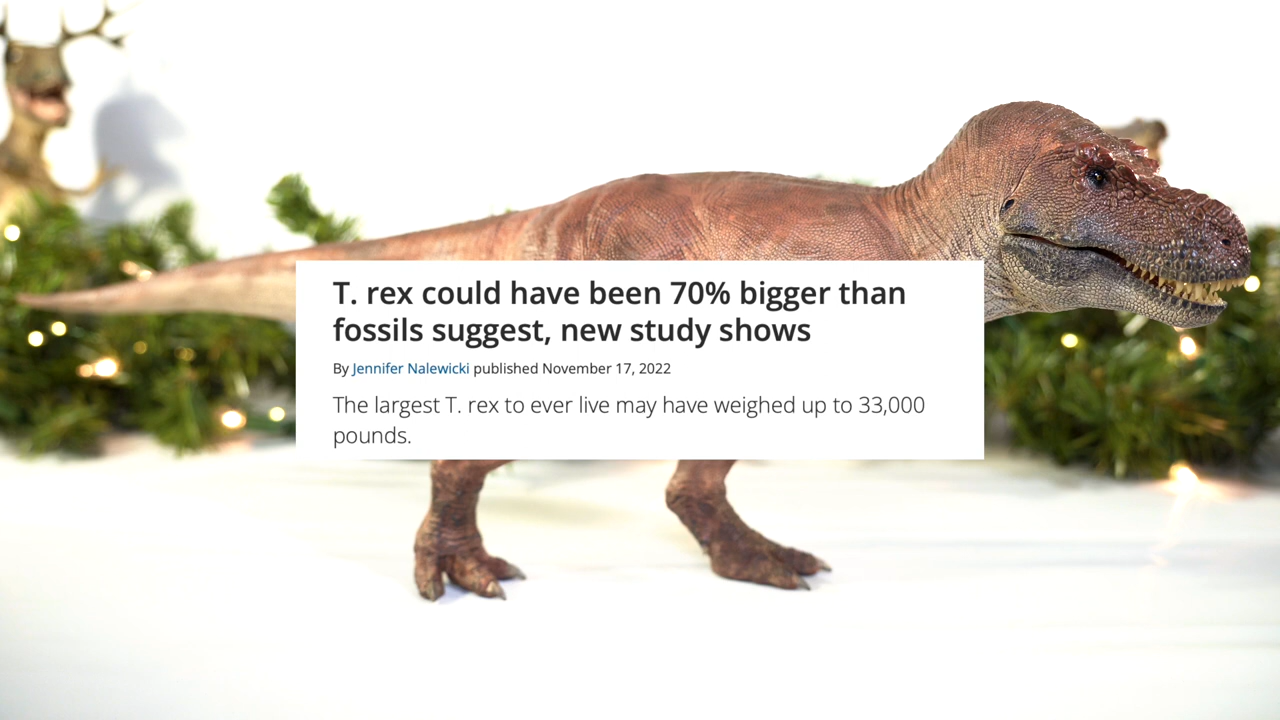 T. rex could have been 70% bigger than
fossils suggest, new study shows
By Jennifer Nalewicki published November 17, 2022
The largest T. rex to ever live may have weighed up to 33,000
pounds.